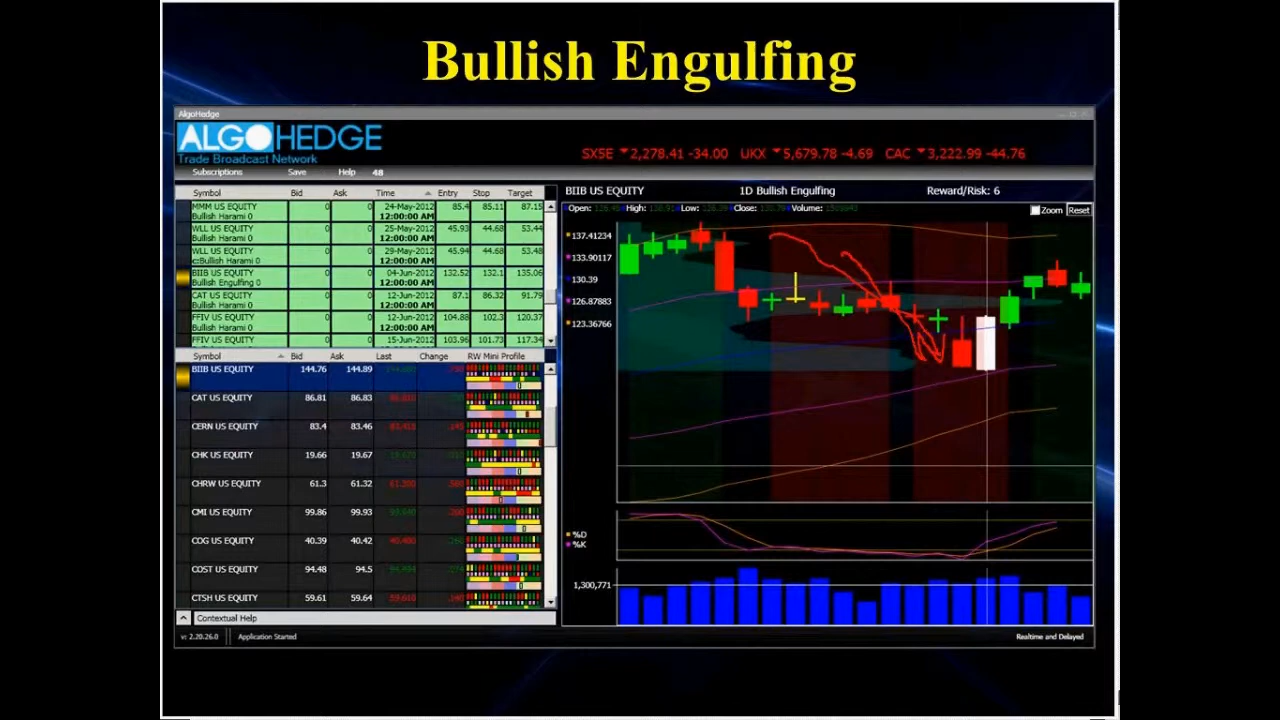 Bullish Engulfing
AlgoHedge
ALGOHEDGE
Trade Broadcast Network
SX5E 2,278.41 -34.00 UKX 5,679.78 -4.69 CAC 3,222.99 -44.76
Subscriptions Save Help 48
Symbol Bid Ask Time Entry Stop Target
MMM US EQUITY 0 0 24-May-2012 85.4 85.11 87.15
Bullish Harami 0 12:00:00 AM
WLL US EQUITY 0 0 25-May-2012 45.93 44.68 53.44
Bullish Harami 0 12:00:00 AM
WLL US EQUITY 0 0 29-May-2012 45.94 44.68 53.48
c:Bullish Harami 0 12:00:00 AM
BIIB US EQUITY 0 0 04-Jun-2012 132.52 132.1 135.06
Bullish Engulfing 0 12:00:00 AM
CAT US EQUITY 0 0 12-Jun-2012 87.1 86.32 91.79
Bullish Harami 0 12:00:00 AM
FFIV US EQUITY 0 0 12-Jun-2012 104.88 102.3 120.37
Bullish Harami 0 12:00:00 AM
FFIV US EQUITY 0 0 15-Jun-2012 103.96 101.73 117.34
Symbol Bid Ask Last Change RW Mini Profile
BIIB US EQUITY 144.76 144.89
CAT US EQUITY 86.81 86.83
CERN US EQUITY 83.4 83.46
CHK US EQUITY 19.66 19.67
CHRW US EQUITY 61.3 61.32 61.300
CMI US EQUITY 99.86 99.93
COG US EQUITY 40.39 40.42 40.400
COST US EQUITY 94.48 94.5
CTSH US EQUITY 59.61 59.64 59.610
Contextual Help
v: 2.20.26.0 Application Started
BIIB US EQUITY 1D Bullish Engulfing Reward/Risk: 6
Open: High: Low: Close: Volume:
Zoom Reset
137.41234
133.90117
130.39
126.87883
123.36766
%D
%K
1,300,771
Realtime and Delayed